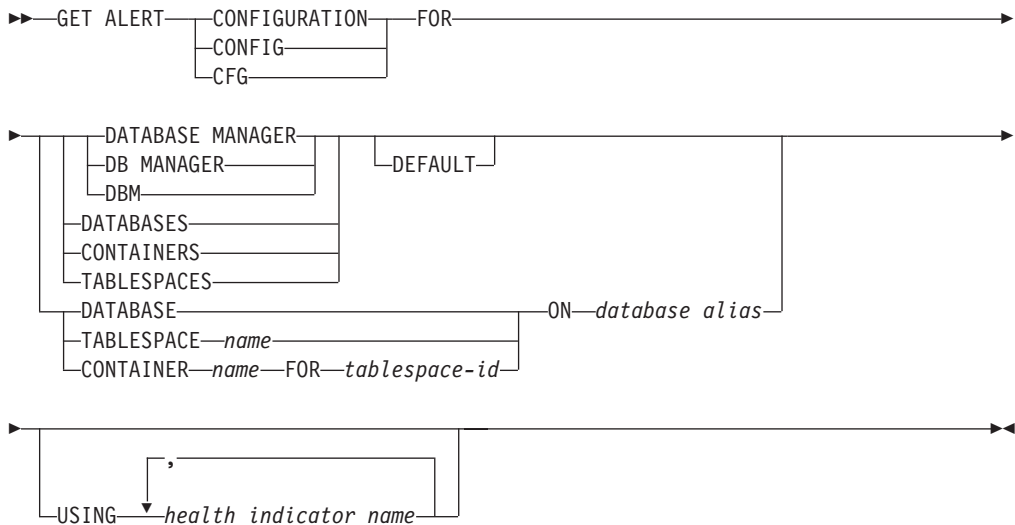 GET ALERT CONFIGURATION FOR
CONFIG
CFG
DATABASE MANAGER
DB MANAGER DEFAULT
DBM
DATABASES
CONTAINERS
TABLESPACES
DATABASE ON database alias
TABLESPACE name
CONTAINER name FOR tablespace-id
,
USING health indicator name